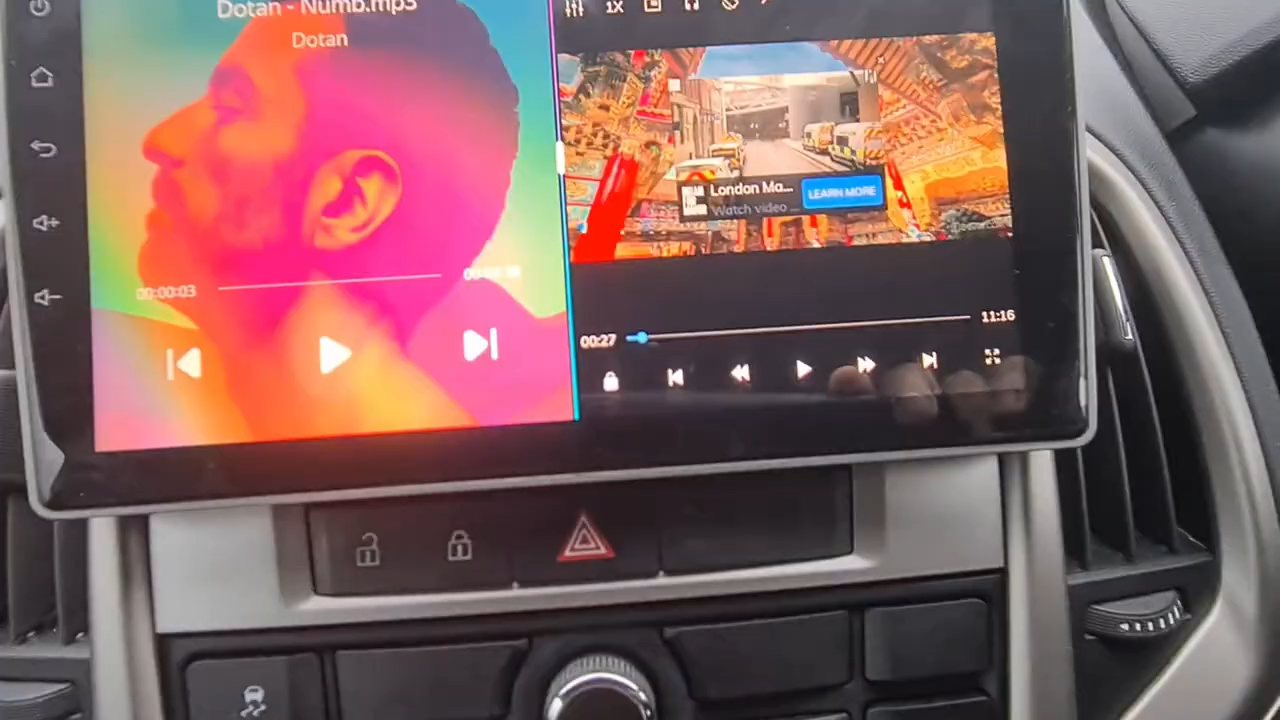 Dotan - Numb.mp3
Dotan
00:00:03
1X
London Ma...
Watch video ...
LEARN MORE
00:27
11:16